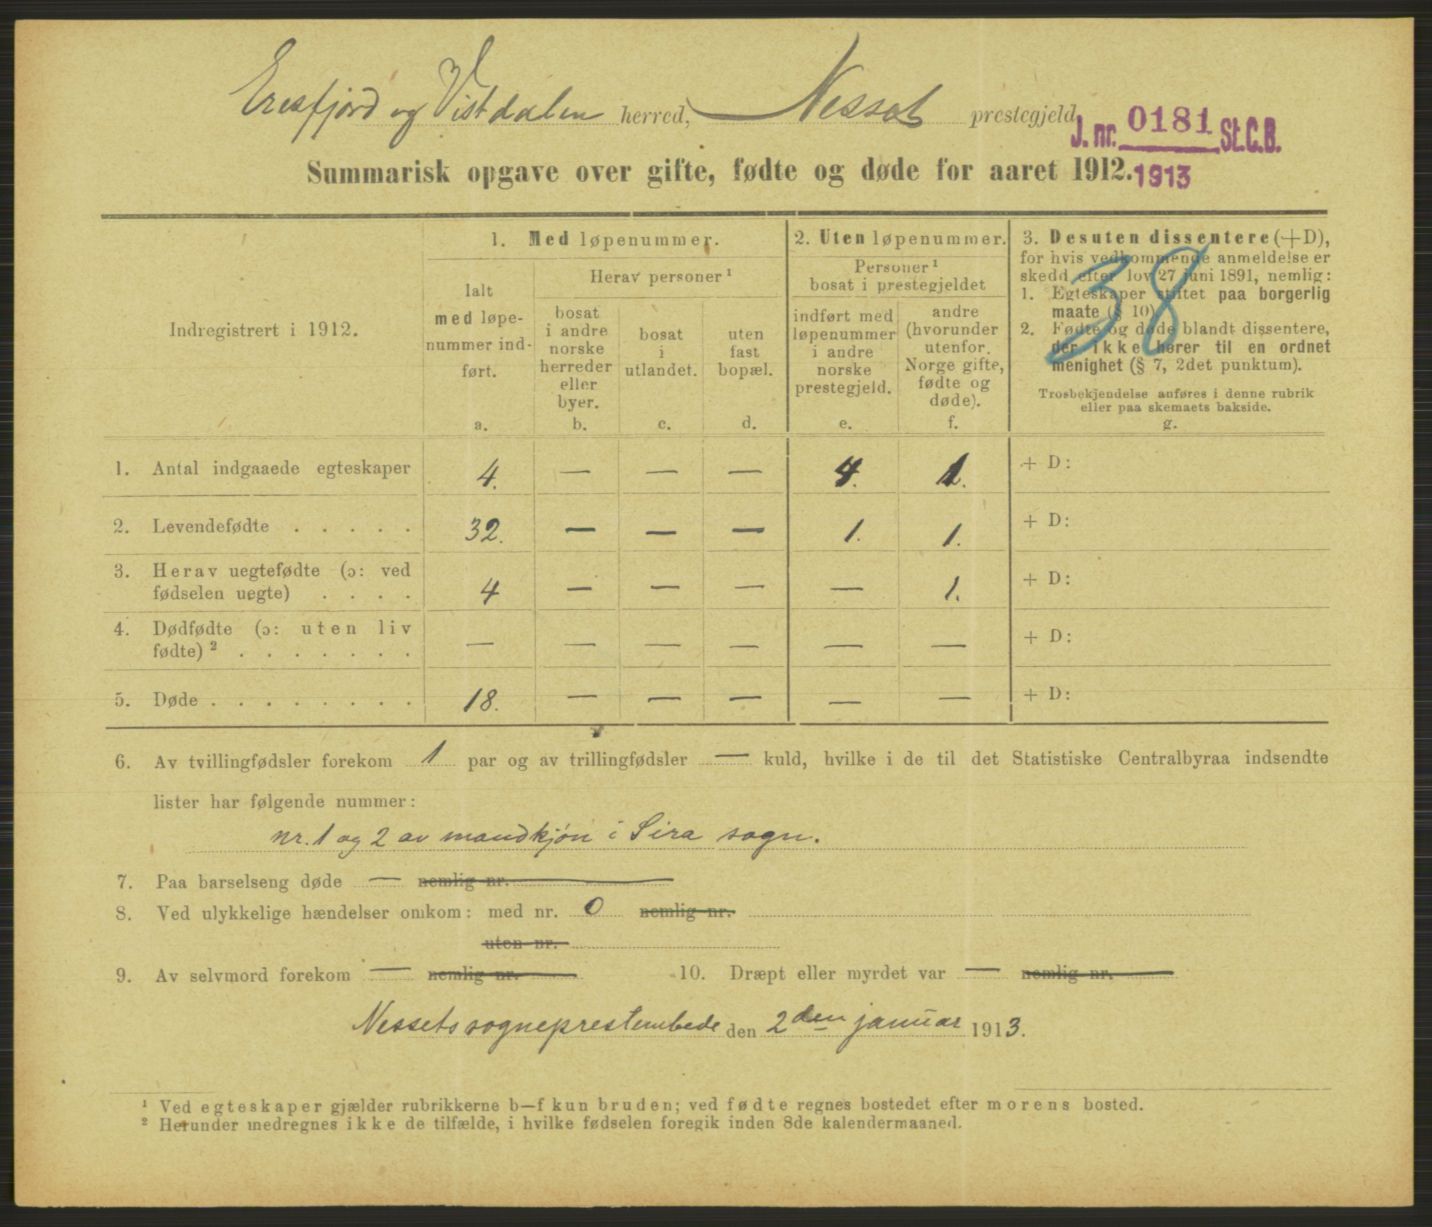 Eresfjord og Vistdalen herred, Nesset prestegjeld
J. nr. 0181 St.C.B.
1913
Summarisk opgave over gifte, fødte og døde for aaret 1912.
Indregistrert i 1912.
1. Med løpenummer.
Ialt med løpe-
nummer ind-
ført.
a.
Herav personer ¹
bosat
i andre
norske
herreder
eller
byer.
b.
bosat
i
utlandet.
c.
uten
fast
bopæl.
d.
2. Uten løpenummer.
Personer ¹
bosat i prestegjeldet
indført med
løpenummer
i andre
norske
prestegjeld.
e.
andre
(hvorunder
utenfor
Norge gifte,
fødte og
døde).
f.
3. Desuten dissentere (+D),
for hvis vedkommende anmeldelse er
skedd efter lov 27 juni 1891, nemlig:
1. Egteskaper stiftet paa borgerlig
maate (§ 10).
2. Fødte og døde blandt dissentere,
der ikke hører til en ordnet
menighet (§ 7, 2det punktum).
Trosbekjendelse anføres i denne rubrik
eller paa skemaets bakside.
g.
38
1. Antal indgaaede egteskaper 4. — — — 4. 1. + D:
2. Levendefødte . . . . . 32. — — — 1. 1. + D:
3. Herav uegtefødte (ɔ: ved
fødselen uegte) . . . . 4 — — — — 1. + D:
4. Dødfødte (ɔ: uten liv
fødte) ² . . . . . . . — — — — — — + D:
5. Døde . . . . . . . . 18. — — — — — + D:
6. Av tvillingfødsler forekom 1 par og av trillingfødsler — kuld, hvilke i de til det Statistiske Centralbyraa indsendte
lister har følgende nummer:
nr. 1 og 2 av mandkjøn i Sira sogn.
7. Paa barselseng døde — nemlig nr.
8. Ved ulykkelige hændelser omkom: med nr. 0 nemlig nr.
uten nr.
9. Av selvmord forekom — nemlig nr. 10. Dræpt eller myrdet var — nemlig nr.
Nessets sogneprestembede den 2den januar 1913.
¹ Ved egteskaper gjælder rubrikkerne b—f kun bruden; ved fødte regnes bostedet efter morens bosted.
² Herunder medregnes ikke de tilfælde, i hvilke fødselen foregik inden 8de kalendermaaned.